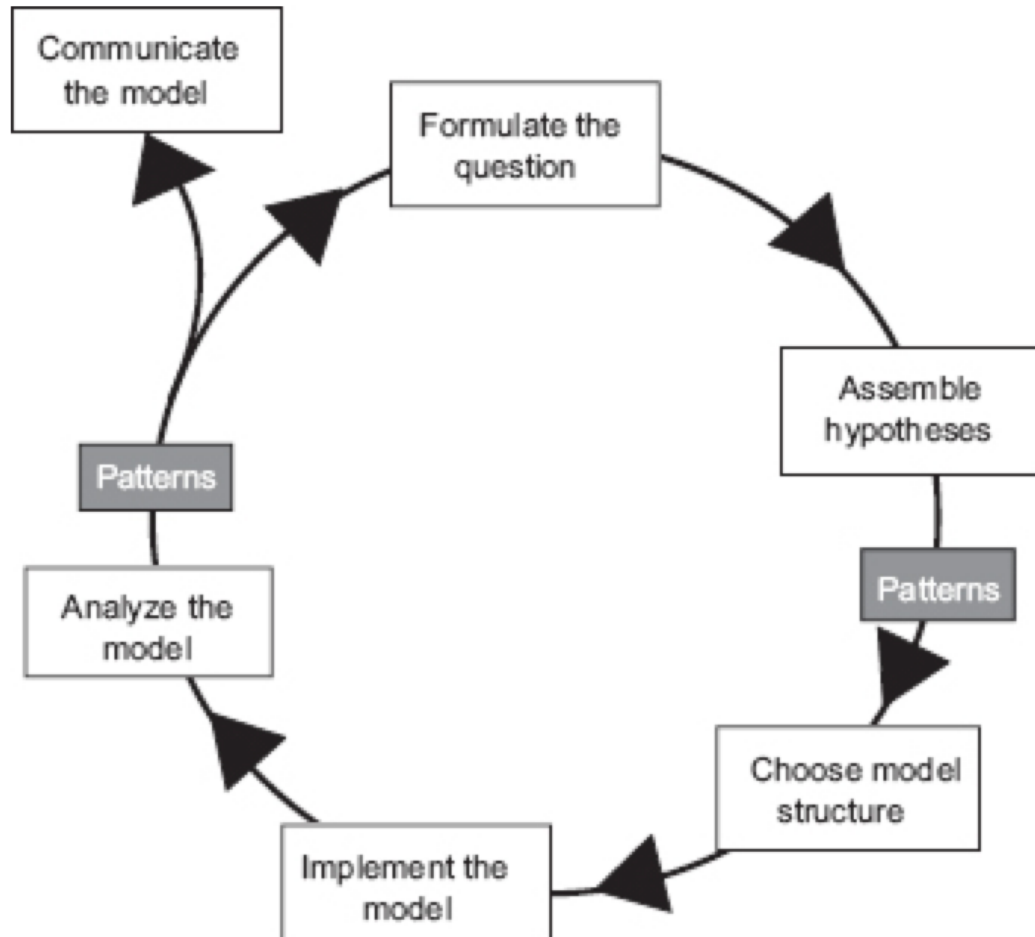 Communicate
the model
Formulate the
question
Assemble
hypotheses
Patterns
Choose model
structure
Implement the
model
Analyze the
model
Patterns